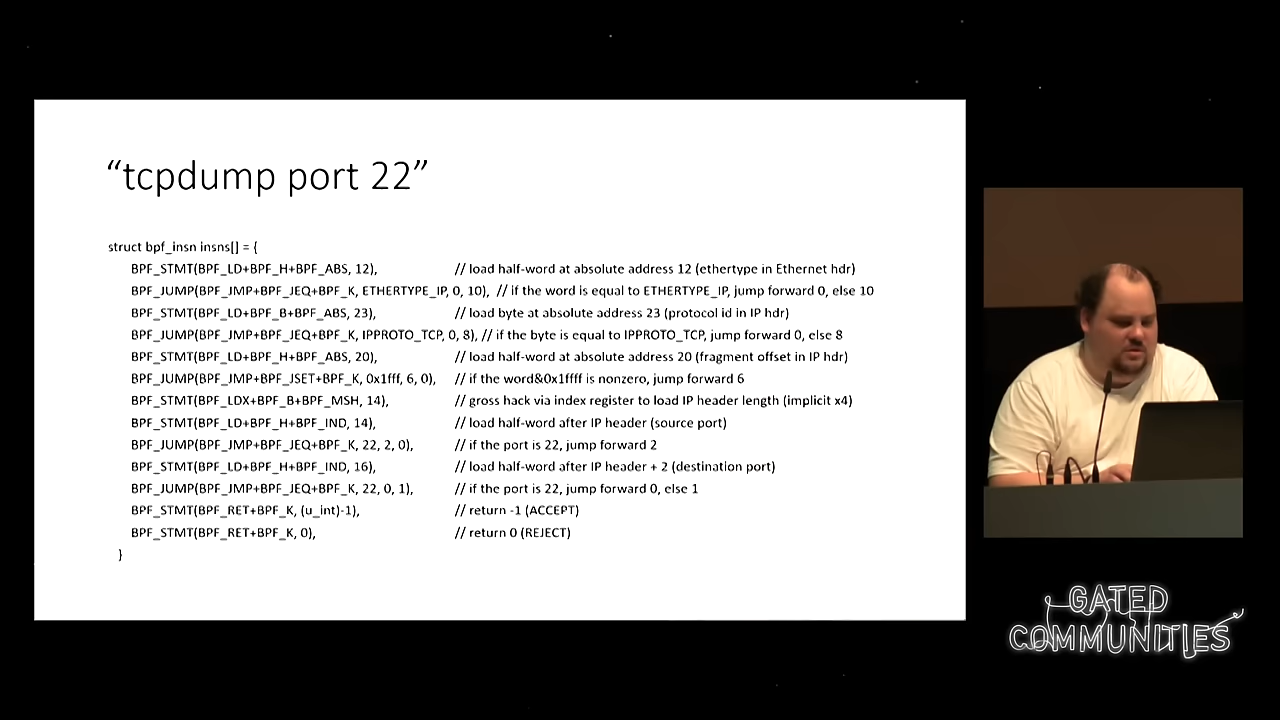 “tcpdump port 22”
struct bpf_insn insns[] = {
BPF_STMT(BPF_LD+BPF_H+BPF_ABS, 12), // load half-word at absolute address 12 (ethertype in Ethernet hdr)
BPF_JUMP(BPF_JMP+BPF_JEQ+BPF_K, ETHERTYPE_IP, 0, 10), // if the word is equal to ETHERTYPE_IP, jump forward 0, else 10
BPF_STMT(BPF_LD+BPF_B+BPF_ABS, 23), // load byte at absolute address 23 (protocol id in IP hdr)
BPF_JUMP(BPF_JMP+BPF_JEQ+BPF_K, IPPROTO_TCP, 0, 8), // if the byte is equal to IPPROTO_TCP, jump forward 0, else 8
BPF_STMT(BPF_LD+BPF_H+BPF_ABS, 20), // load half-word at absolute address 20 (fragment offset in IP hdr)
BPF_JUMP(BPF_JMP+BPF_JSET+BPF_K, 0x1fff, 6, 0), // if the word&0x1ffff is nonzero, jump forward 6
BPF_STMT(BPF_LDX+BPF_B+BPF_MSH, 14), // gross hack via index register to load IP header length (implicit x4)
BPF_STMT(BPF_LD+BPF_H+BPF_IND, 14), // load half-word after IP header (source port)
BPF_JUMP(BPF_JMP+BPF_JEQ+BPF_K, 22, 2, 0), // if the port is 22, jump forward 2
BPF_STMT(BPF_LD+BPF_H+BPF_IND, 16), // load half-word after IP header + 2 (destination port)
BPF_JUMP(BPF_JMP+BPF_JEQ+BPF_K, 22, 0, 1), // if the port is 22, jump forward 0, else 1
BPF_STMT(BPF_RET+BPF_K, (u_int)-1), // return -1 (ACCEPT)
BPF_STMT(BPF_RET+BPF_K, 0), // return 0 (REJECT)
}
GATED
COMMUNITIES